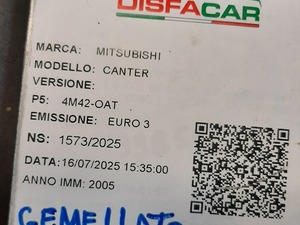 DISFACAR
MARCA: MITSUBISHI
MODELLO: CANTER
VERSIONE:
P5: 4M42-OAT
EMISSIONE: EURO 3
NS: 1573/2025
DATA:16/07/2025 15:35:00
ANNO IMM: 2005
GEMELLATO